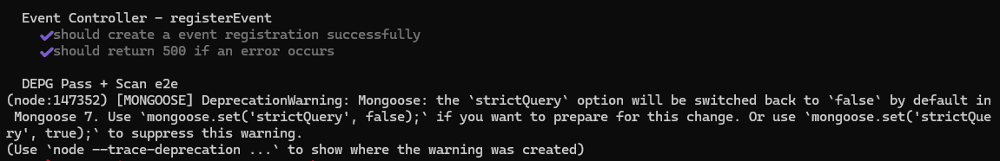 Event Controller - registerEvent
✓should create a event registration successfully
✓should return 500 if an error occurs
DEPG Pass + Scan e2e
(node:147352) [MONGOOSE] DeprecationWarning: Mongoose: the `strictQuery` option will be switched back to `false` by default in
Mongoose 7. Use `mongoose.set('strictQuery', false);` if you want to prepare for this change. Or use `mongoose.set('strictQue
ry', true);` to suppress this warning.
(Use `node --trace-deprecation ...` to show where the warning was created)